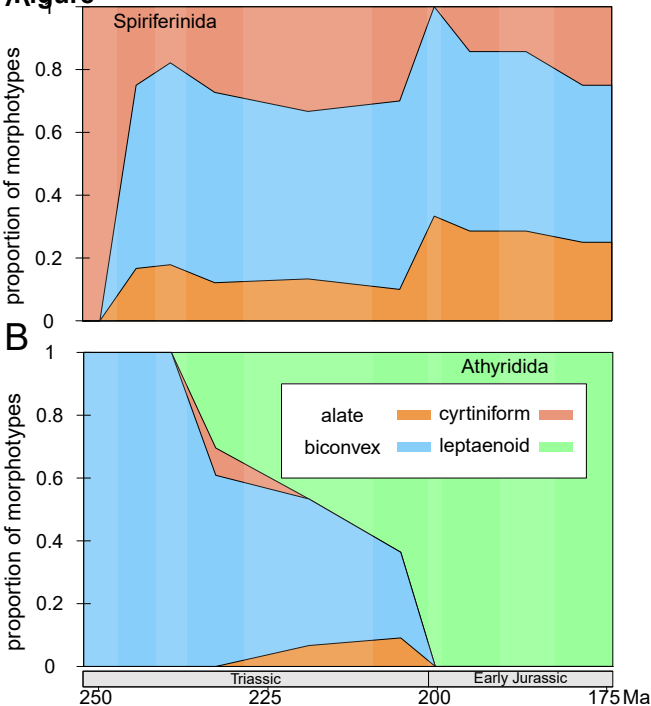 1
Spiriferinida
0.8
0.6
0.4
0.2
0
proportion of morphotypes
B
1
Athyridida
alate cyrtiniform
biconvex leptaenoid
0.8
0.6
0.4
0.2
0
proportion of morphotypes
Triassic Early Jurassic
250 225 200 175 Ma